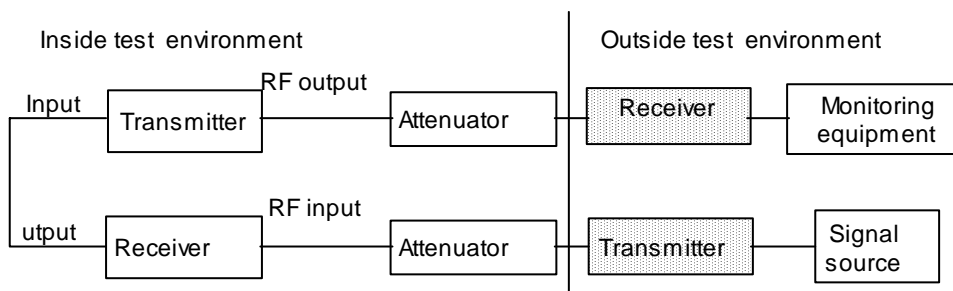 Inside test environment
Outside test environment
RF output
Input
Transmitter
Attenuator
Receiver
Monitoring
equipment
RF input
utput
Receiver
Attenuator
Transmitter
Signal
source